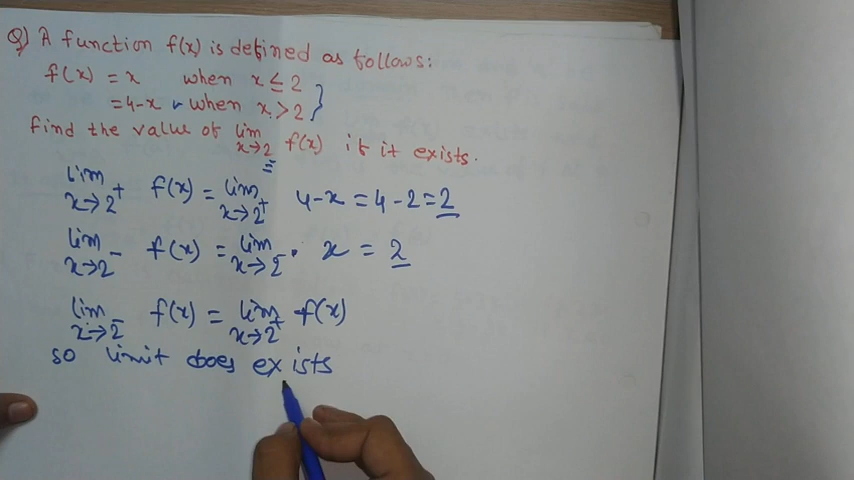 Q) A function f(x) is defined as follows:
f(x) = x when x ≤ 2
= 4-x when x > 2 }
find the value of lim x→2 f(x) if it exists.
lim x→2⁺ f(x) = lim x→2⁺ 4-x = 4-2 = 2
lim x→2⁻ f(x) = lim x→2⁻ x = 2
lim x→2⁻ f(x) = lim x→2⁺ f(x)
so limit does exists